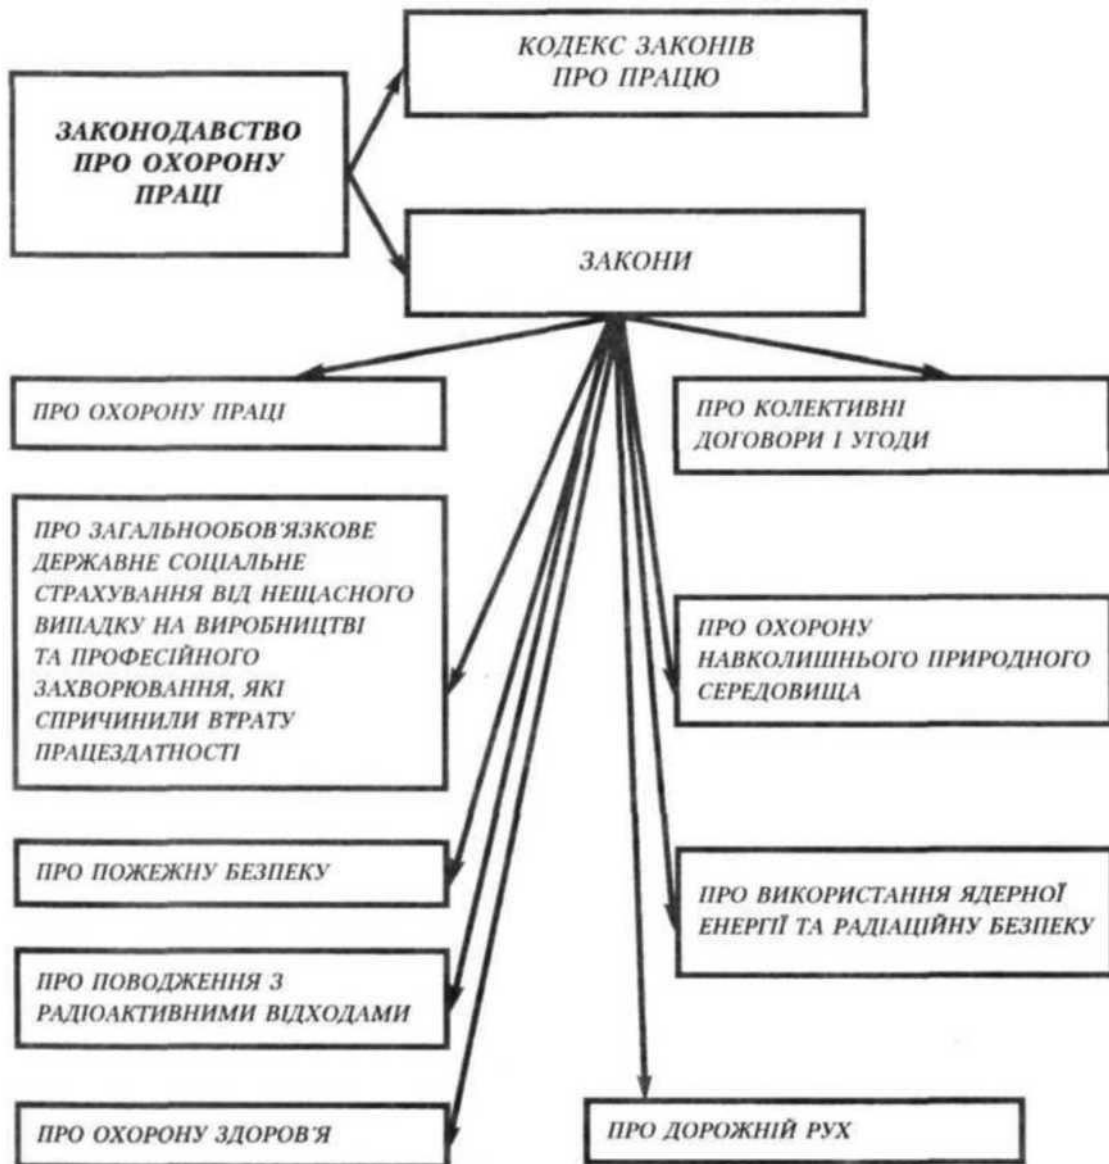 КОДЕКС ЗАКОНІВ
ПРО ПРАЦЮ
ЗАКОНОДАВСТВО
ПРО ОХОРОНУ
ПРАЦІ
ЗАКОНИ
ПРО ОХОРОНУ ПРАЦІ
ПРО КОЛЕКТИВНІ
ДОГОВОРИ І УГОДИ
ПРО ЗАГАЛЬНООБОВ'ЯЗКОВЕ
ДЕРЖАВНЕ СОЦІАЛЬНЕ
СТРАХУВАННЯ ВІД НЕЩАСНОГО
ВИПАДКУ НА ВИРОБНИЦТВІ
ТА ПРОФЕСІЙНОГО
ЗАХВОРЮВАННЯ, ЯКІ
СПРИЧИНИЛИ ВТРАТУ
ПРАЦЕЗДАТНОСТІ
ПРО ОХОРОНУ
НАВКОЛИШНЬОГО ПРИРОДНОГО
СЕРЕДОВИЩА
ПРО ПОЖЕЖНУ БЕЗПЕКУ
ПРО ВИКОРИСТАННЯ ЯДЕРНОЇ
ЕНЕРГІЇ ТА РАДІАЦІЙНУ БЕЗПЕКУ
ПРО ПОВОДЖЕННЯ З
РАДІОАКТИВНИМИ ВІДХОДАМИ
ПРО ОХОРОНУ ЗДОРОВ'Я
ПРО ДОРОЖНІЙ РУХ